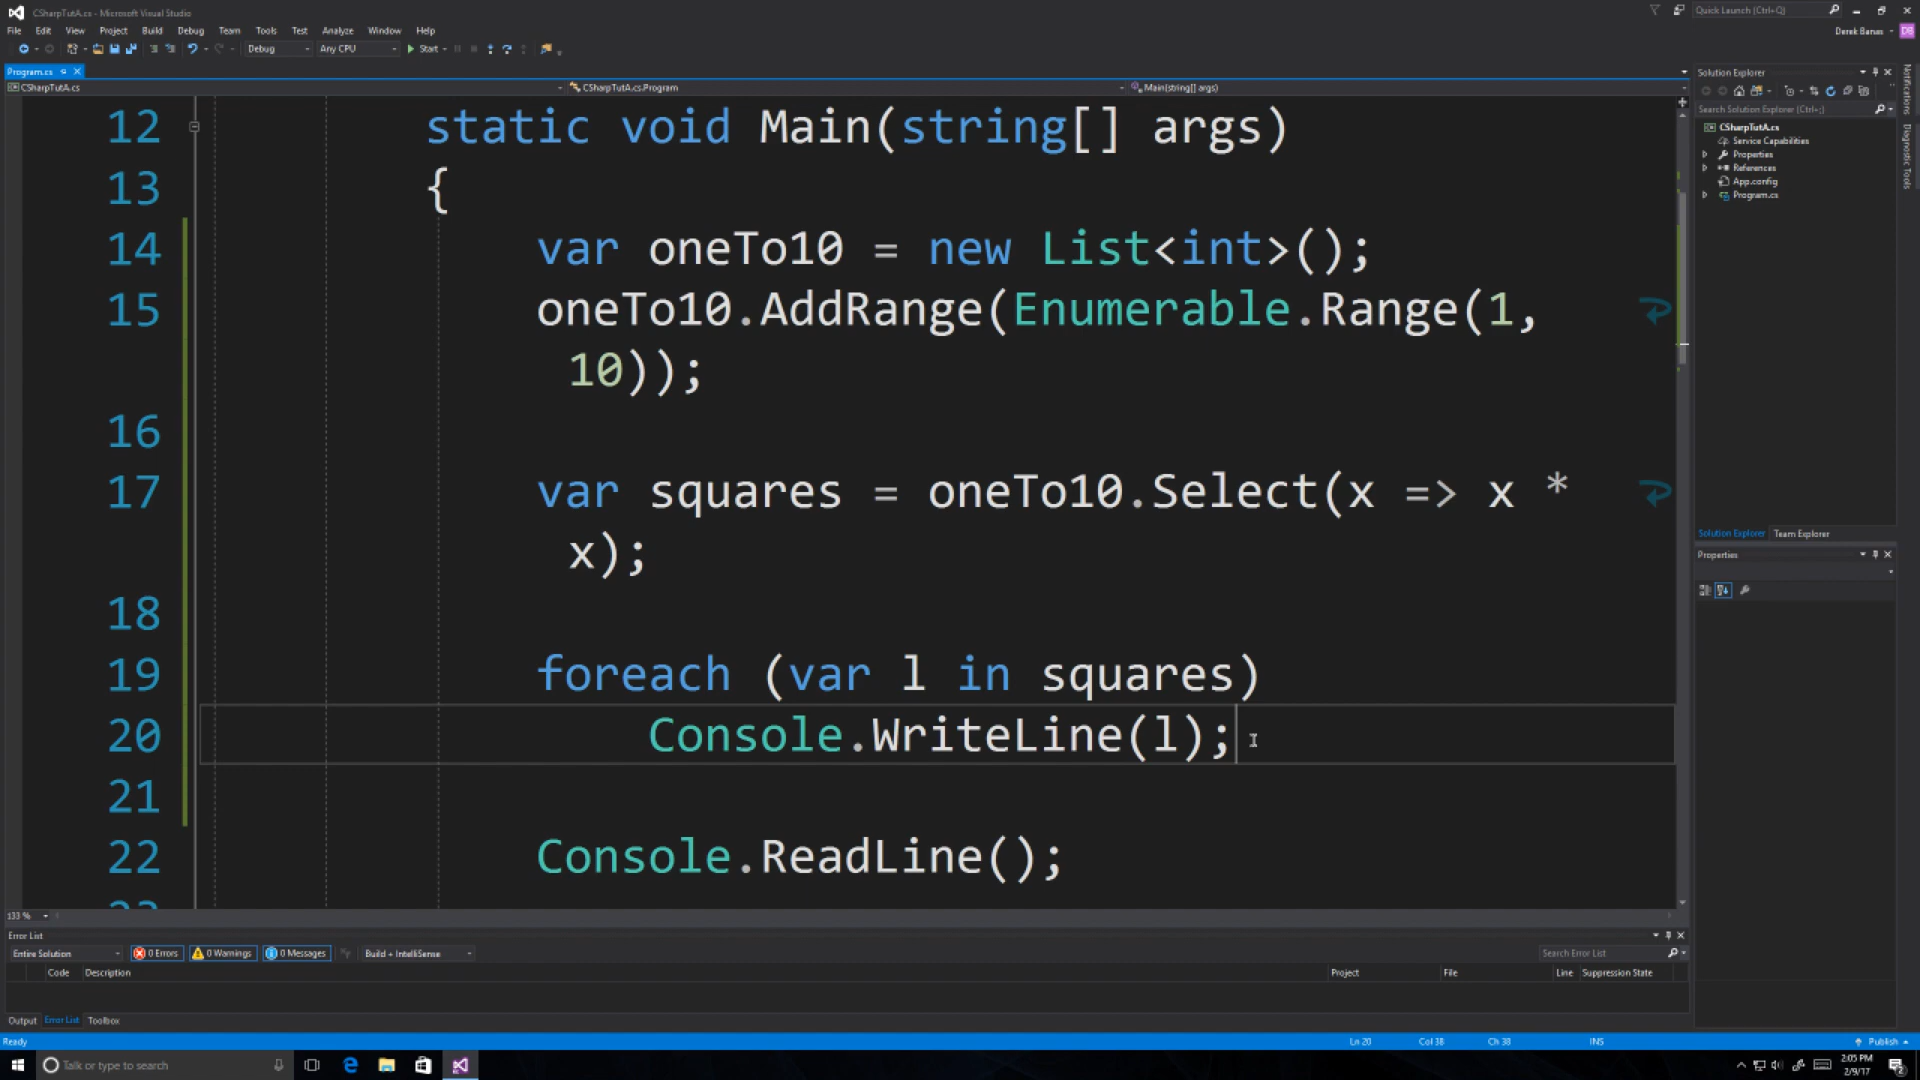 CSharpTutA.cs - Microsoft Visual Studio
Quick Launch (Ctrl+Q)
File Edit View Project Build Debug Team Tools Test Analyze Window Help
Derek Banas DB
Debug Any CPU Start
Program.cs
CSharpTutA.cs CSharpTutA.cs.Program Main(string[] args)
12 static void Main(string[] args)
13 {
14 var oneTo10 = new List<int>();
15 oneTo10.AddRange(Enumerable.Range(1,
10));
16
17 var squares = oneTo10.Select(x => x *
x);
18
19 foreach (var l in squares)
20 Console.WriteLine(l);
21
22 Console.ReadLine();
23
133 %
Solution Explorer
Search Solution Explorer (Ctrl+;)
CSharpTutA.cs
Service Capabilities
Properties
References
App.config
Program.cs
Solution Explorer Team Explorer
Properties
Notifications
Diagnostic Tools
Error List
Entire Solution 0 Errors 0 Warnings 0 Messages Build + IntelliSense Search Error List
Code Description Project File Line Suppression State
Output Error List Toolbox
Ready Ln 20 Col 38 Ch 38 INS Publish
Talk or type to search
2:05 PM
2/9/17